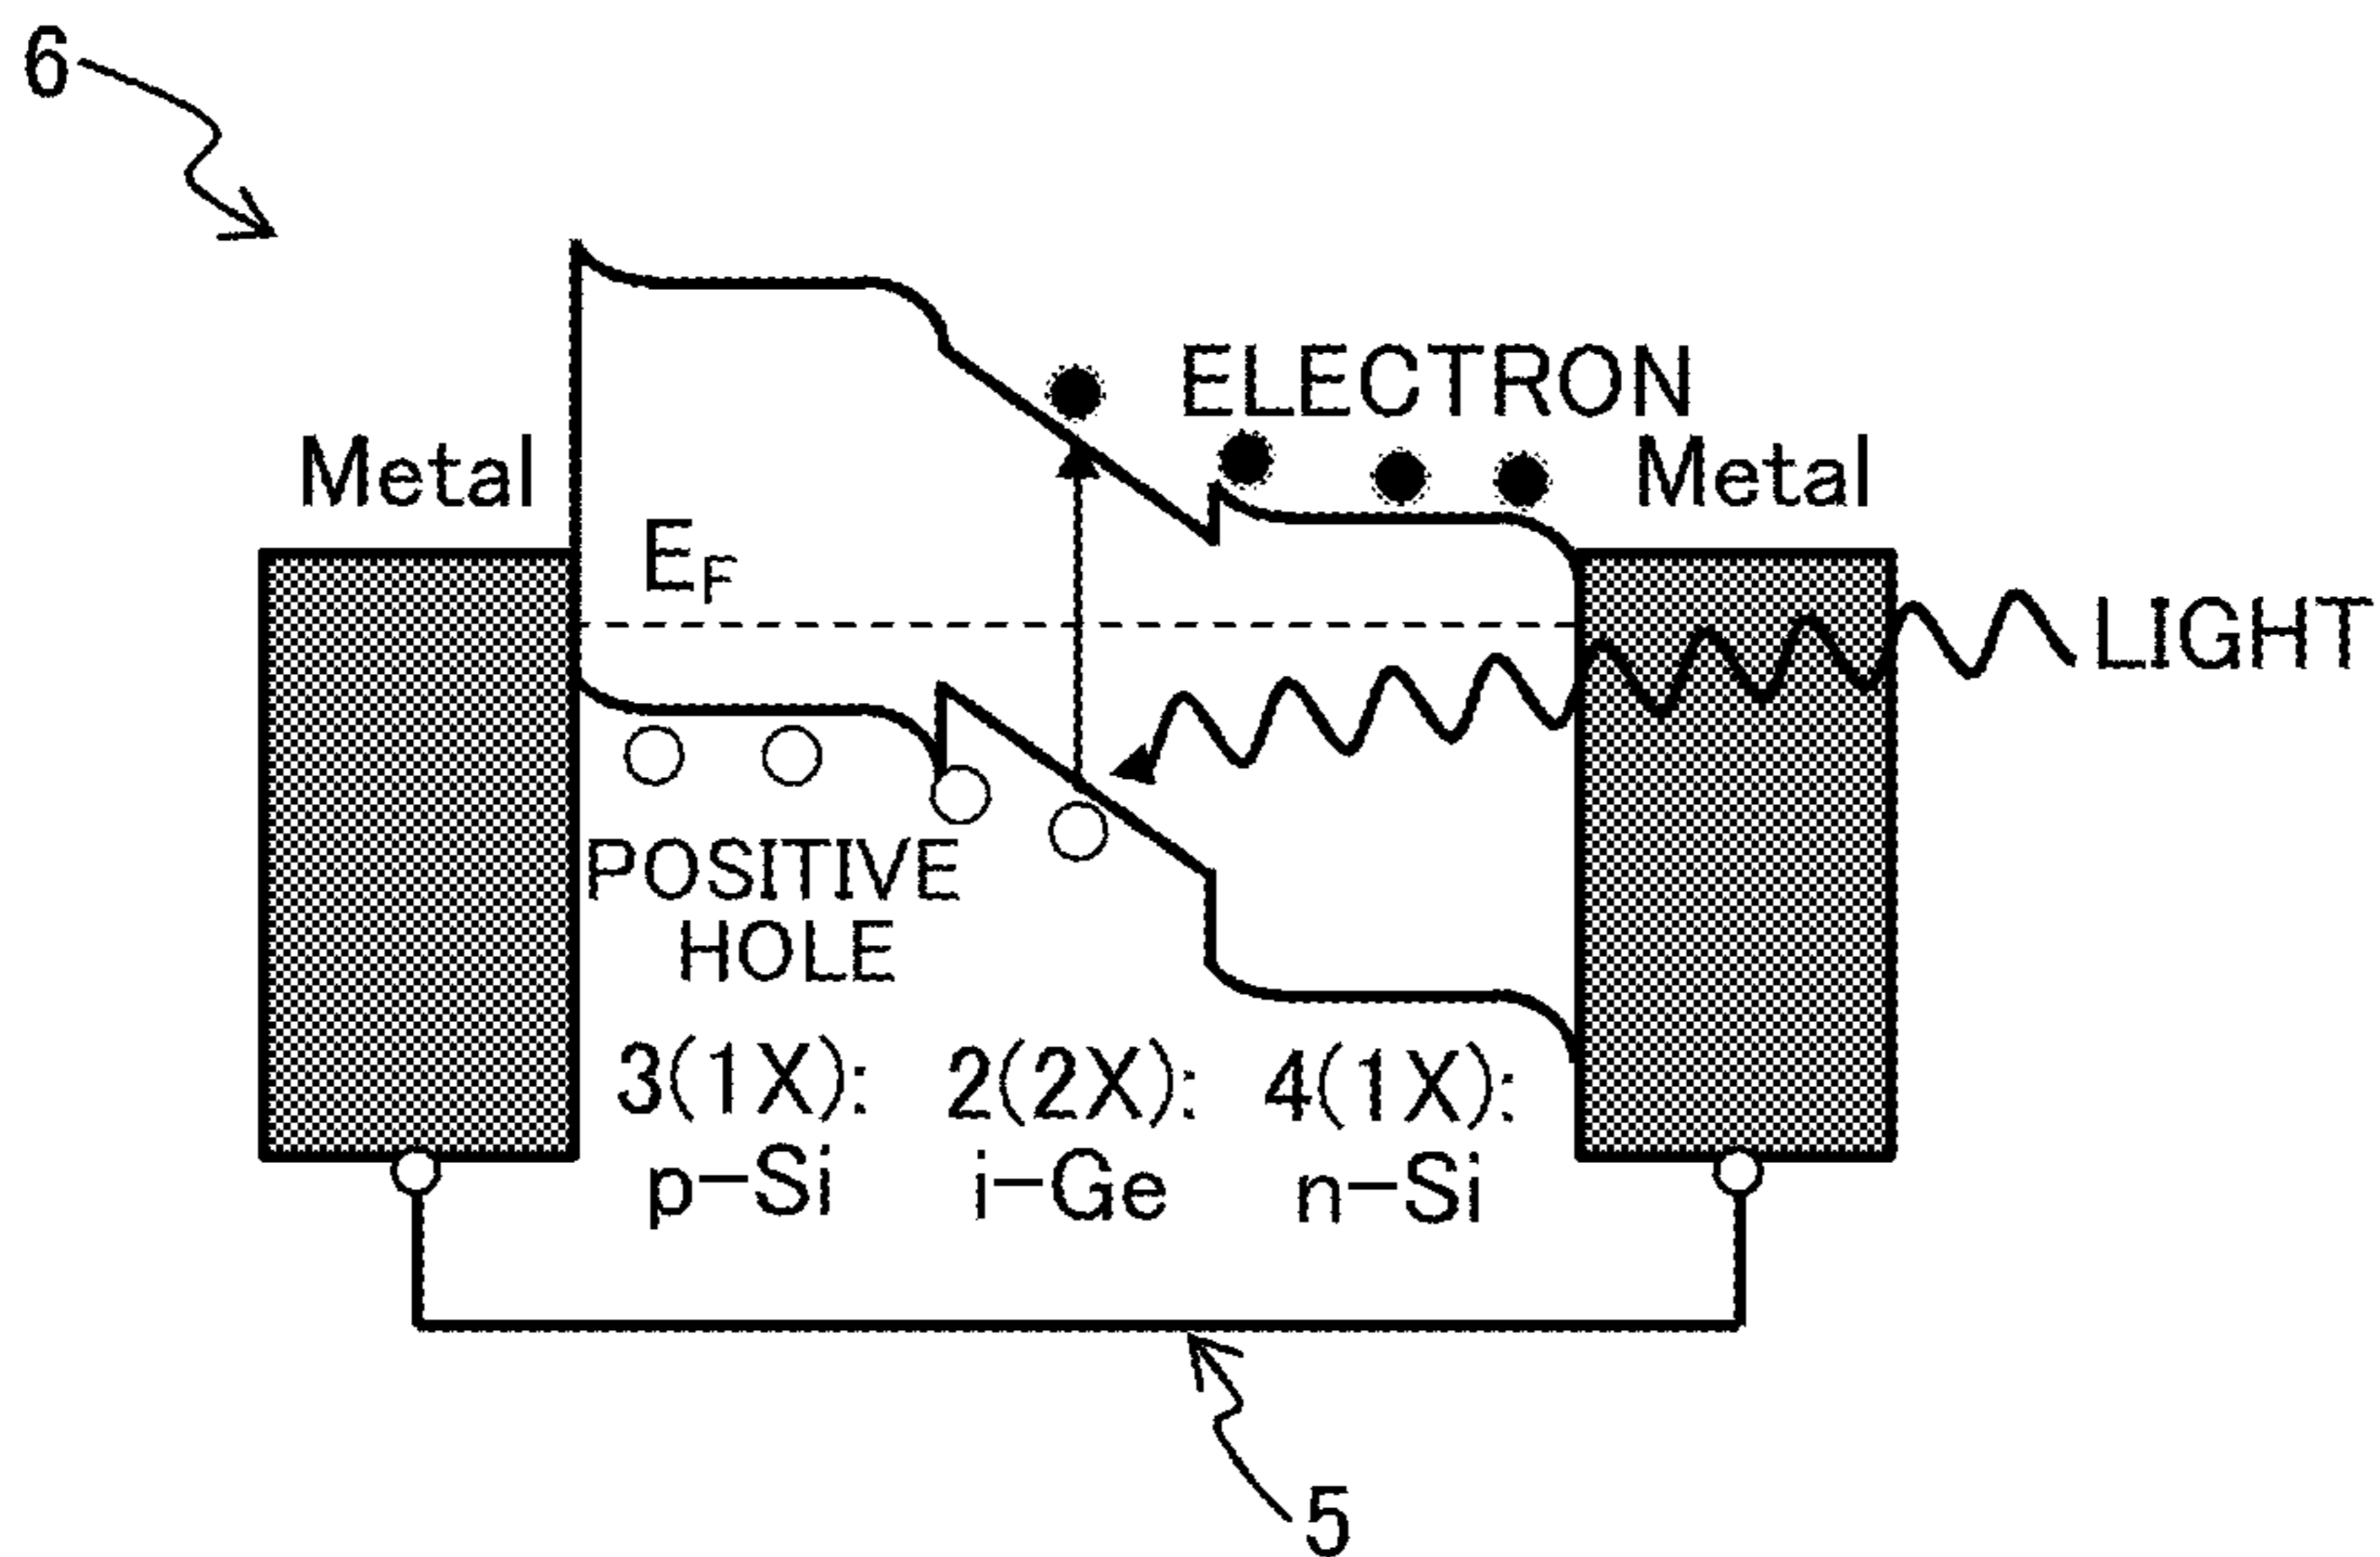 6
ELECTRON
Metal
Metal
EF
LIGHT
POSITIVE
HOLE
3(1X):
p-Si
2(2X):
i-Ge
4(1X):
n-Si
5